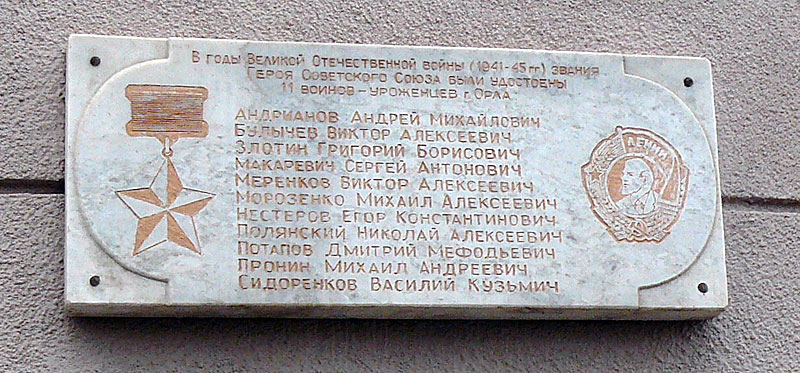 В годы Великой Отечественной войны (1941-45гг) звания
Героя Советского Союза были удостоены
11 воинов - уроженцев г. Орла
Андрианов Андрей Михайлович
Булычев Виктор Алексеевич
Злотин Григорий Борисович
Макаревич Сергей Антонович
Меренков Виктор Алексеевич
Морозенко Михаил Алексеевич
Нестеров Егор Константинович
Полянский Николай Алексеевич
Потапов Дмитрий Мефодьевич
Пронин Михаил Андреевич
Сидоренков Василий Кузьмич
ЛЕНИН